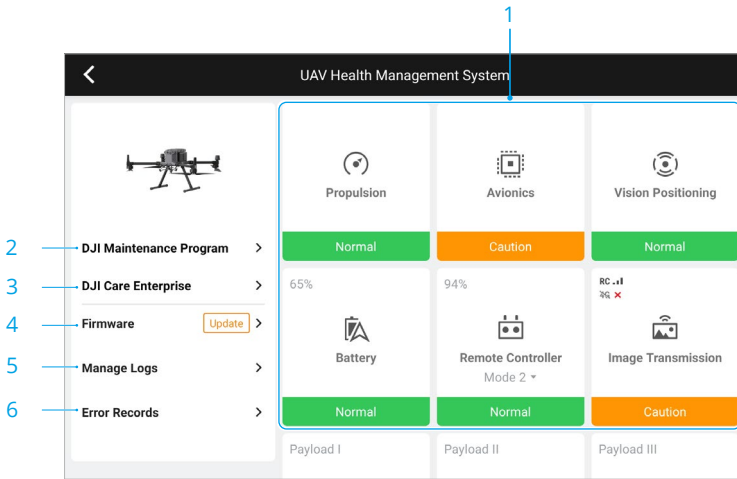 1
UAV Health Management System
Propulsion
Avionics
Vision Positioning
2
DJI Maintenance Program
Normal
Caution
Normal
3
DJI Care Enterprise
65%
94%
RC
4G
4
Firmware
Update
Battery
Remote Controller
Image Transmission
Mode 2
5
Manage Logs
6
Error Records
Normal
Normal
Caution
Payload I
Payload II
Payload III